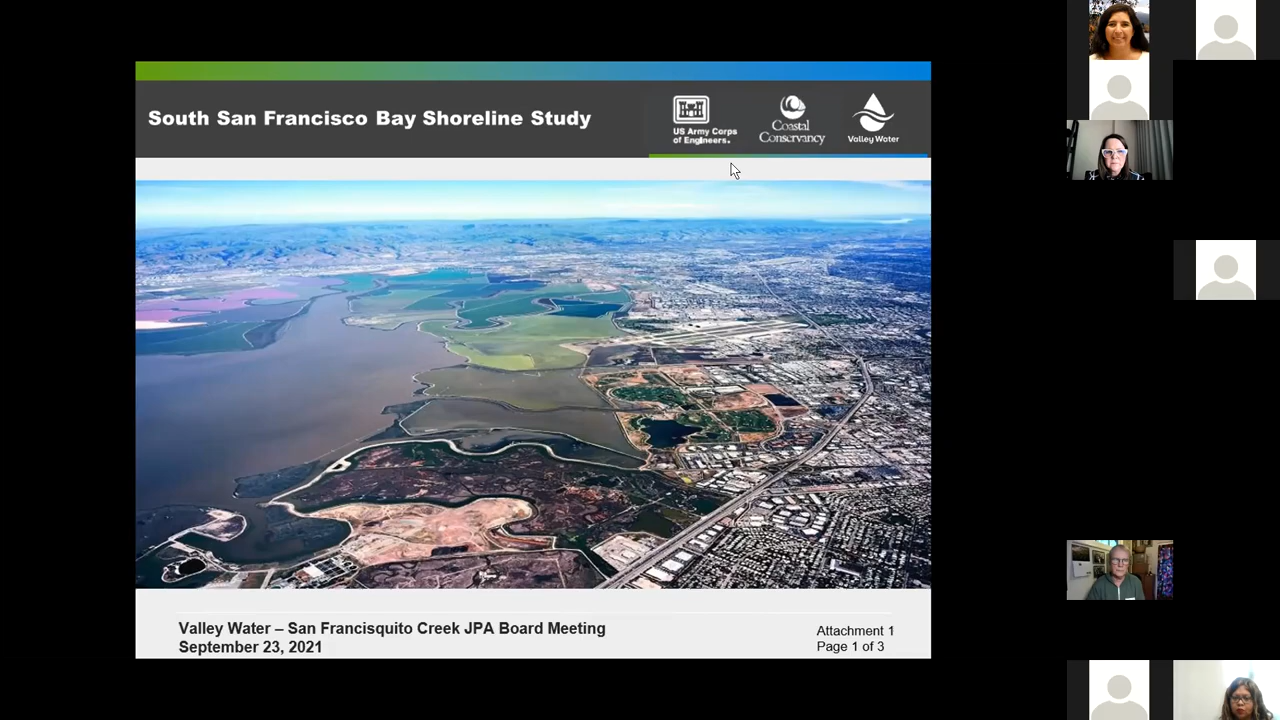 South San Francisco Bay Shoreline Study
US Army Corps
of Engineers®
Coastal
Conservancy
Valley Water
Valley Water – San Francisquito Creek JPA Board Meeting
September 23, 2021
Attachment 1
Page 1 of 3